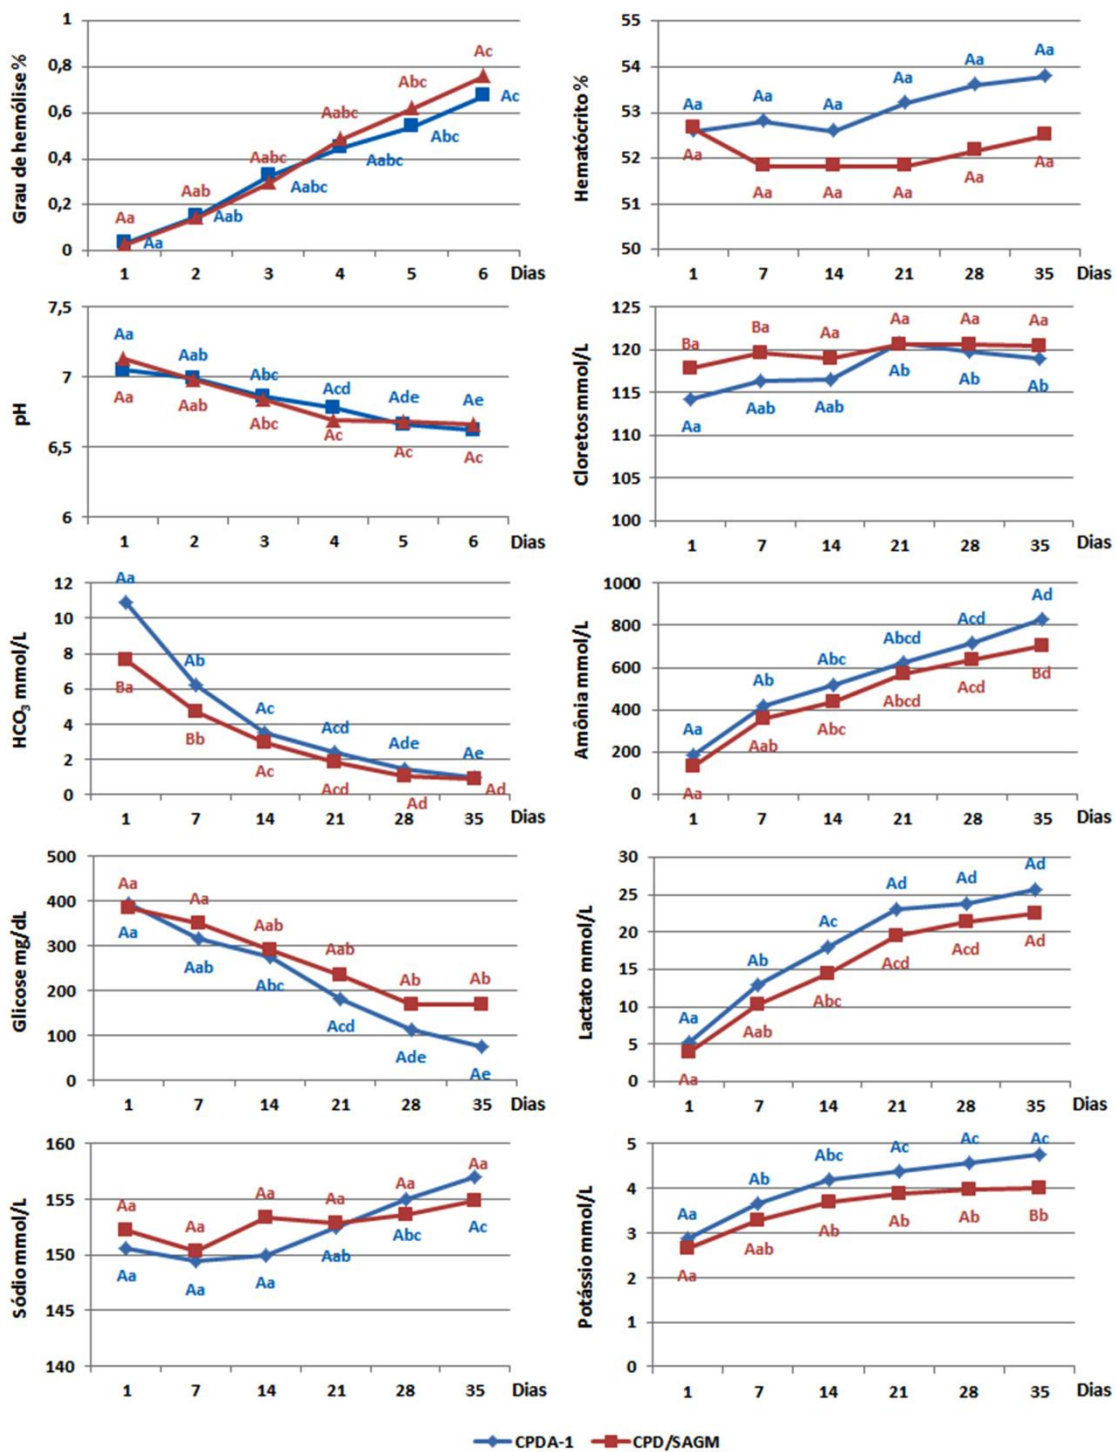 Grau de hemólise %
1
0,8
0,6
0,4
0,2
0
Aa
Aab
Aabc
Aabc
Abc
Ac
Aa
Aab
Aabc
Aabc
Abc
Ac
1 2 3 4 5 6 Dias
Hematócrito %
55
54
53
52
51
50
Aa Aa Aa Aa Aa Aa
Aa Aa Aa Aa Aa Aa
1 7 14 21 28 35 Dias
pH
7,5
7
6,5
6
Aa Aab Abc Acd Ade Ae
Aa Aab Abc Ac Ac Ac
1 2 3 4 5 6 Dias
Cloretos mmol/L
125
120
115
110
105
100
Ba Ba Aa Aa Aa Aa
Aa Aab Aab Ab Ab Ab
1 7 14 21 28 35 Dias
HCO3 mmol/L
12
10
8
6
4
2
0
Aa Ab Ac Acd Ade Ae
Ba Bb Ac Acd Ad Ad
1 7 14 21 28 35 Dias
Amônia mmol/L
1000
800
600
400
200
0
Aa Ab Abc Abcd Acd Ad
Aa Aab Abc Abcd Acd Bd
1 7 14 21 28 35 Dias
Glicose mg/dL
500
400
300
200
100
0
Aa Aa Aab Aab Ab Ab
Aa Aab Abc Acd Ade Ae
1 7 14 21 28 35 Dias
Lactato mmol/L
30
25
20
15
10
5
0
Aa Ab Ac Ad Ad Ad
Aa Aab Abc Acd Acd Ad
1 7 14 21 28 35 Dias
Sódio mmol/L
160
155
150
145
140
Aa Aa Aa Aa Aa Aa
Aa Aa Aa Aab Abc Ac
1 7 14 21 28 35 Dias
Potássio mmol/L
5
4
3
2
1
0
Aa Ab Abc Ac Ac Ac
Aa Aab Ab Ab Ab Bb
1 7 14 21 28 35 Dias
CPDA-1 CPD/SAGM